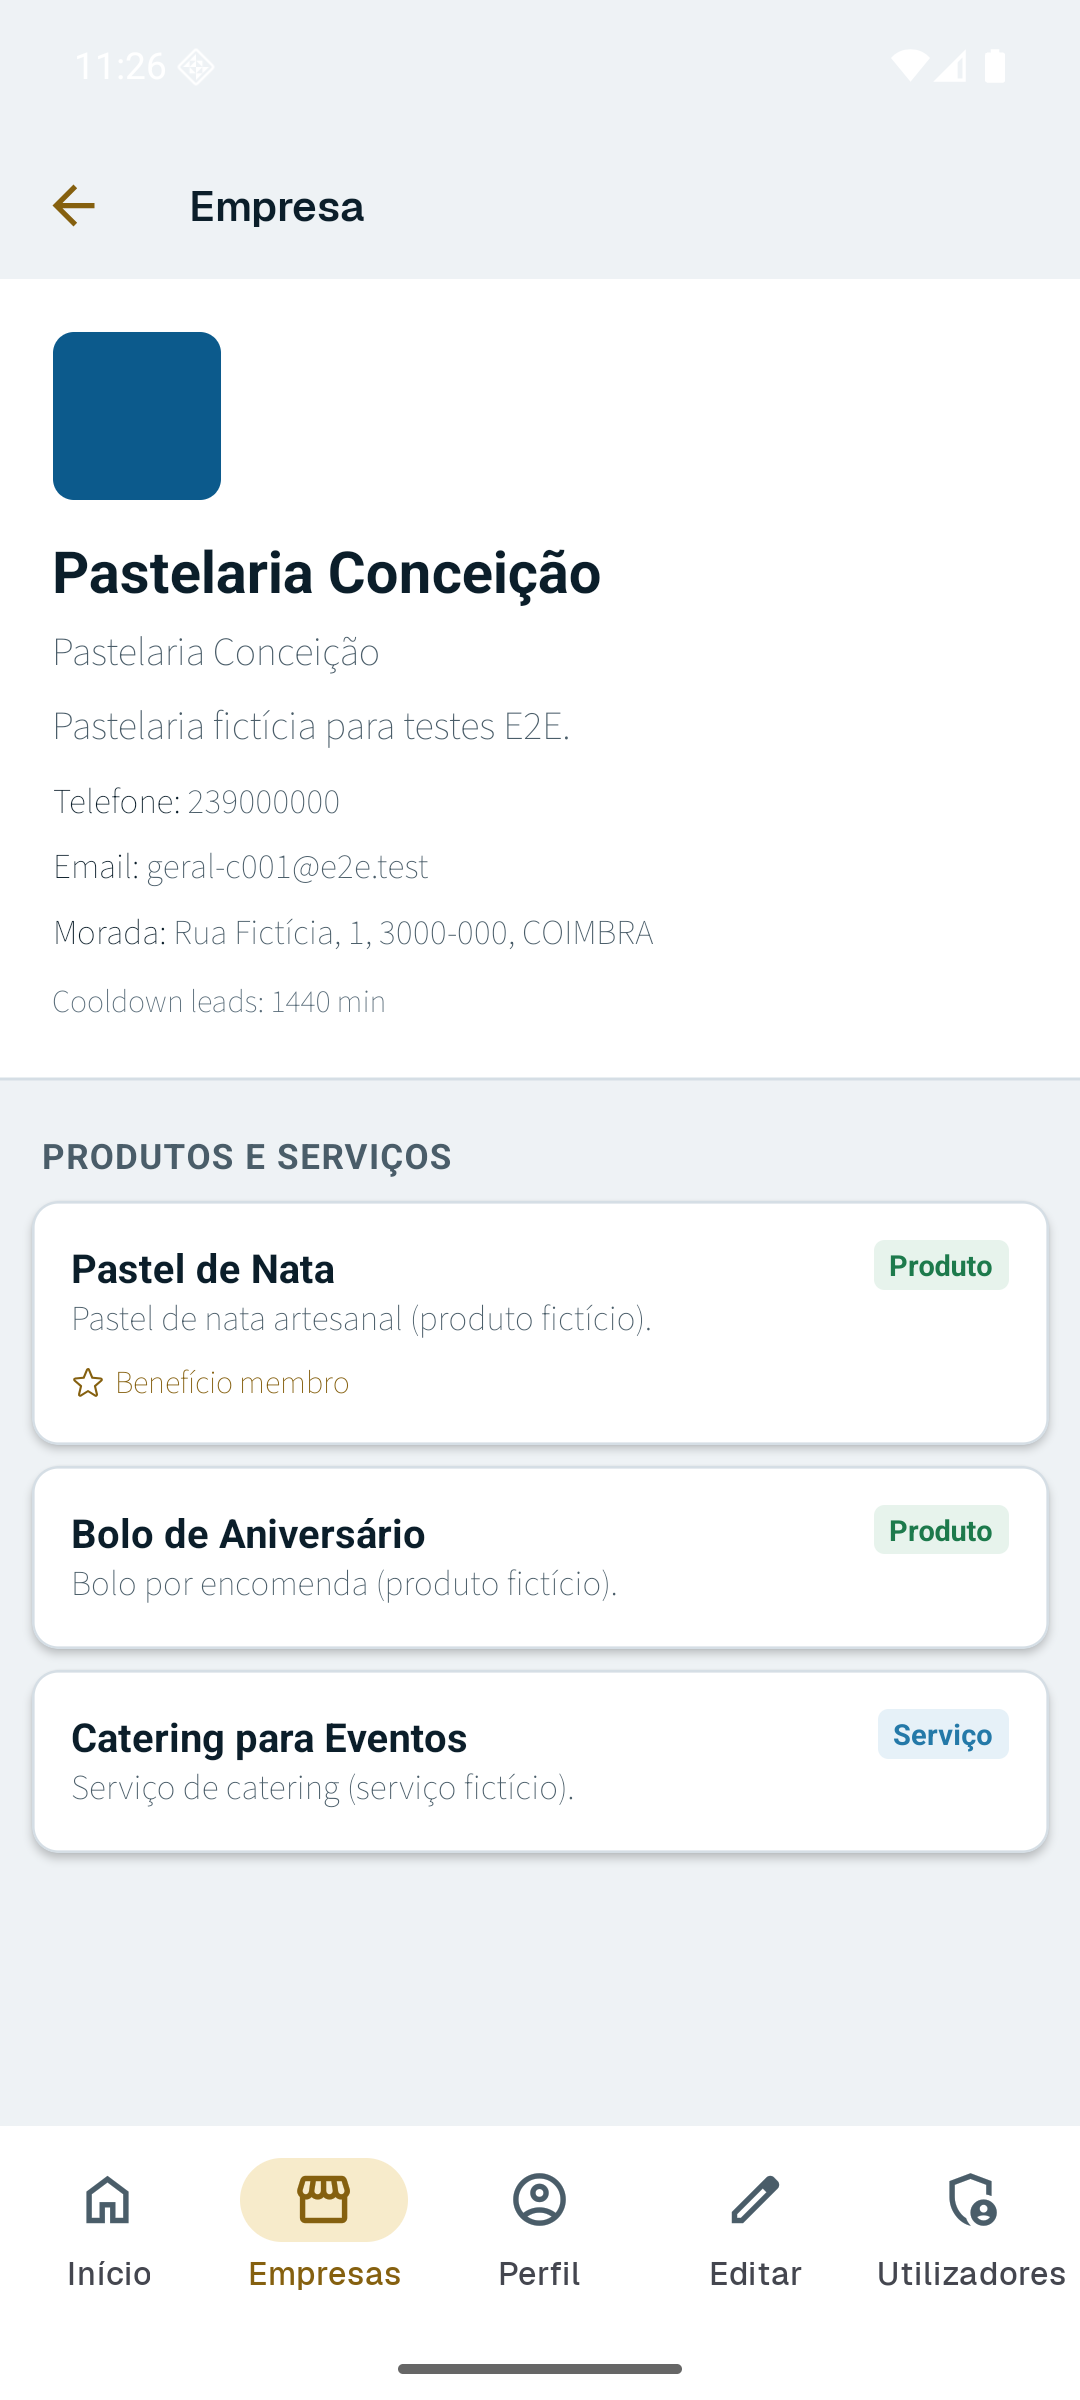 11:26
Empresa
Pastelaria Conceição
Pastelaria Conceição
Pastelaria fictícia para testes E2E.
Telefone: 239000000
Email: geral-c001@e2e.test
Morada: Rua Fictícia, 1, 3000-000, COIMBRA
Cooldown leads: 1440 min
PRODUTOS E SERVIÇOS
Pastel de Nata
Produto
Pastel de nata artesanal (produto fictício).
Benefício membro
Bolo de Aniversário
Produto
Bolo por encomenda (produto fictício).
Catering para Eventos
Serviço
Serviço de catering (serviço fictício).
Início
Empresas
Perfil
Editar
Utilizadores